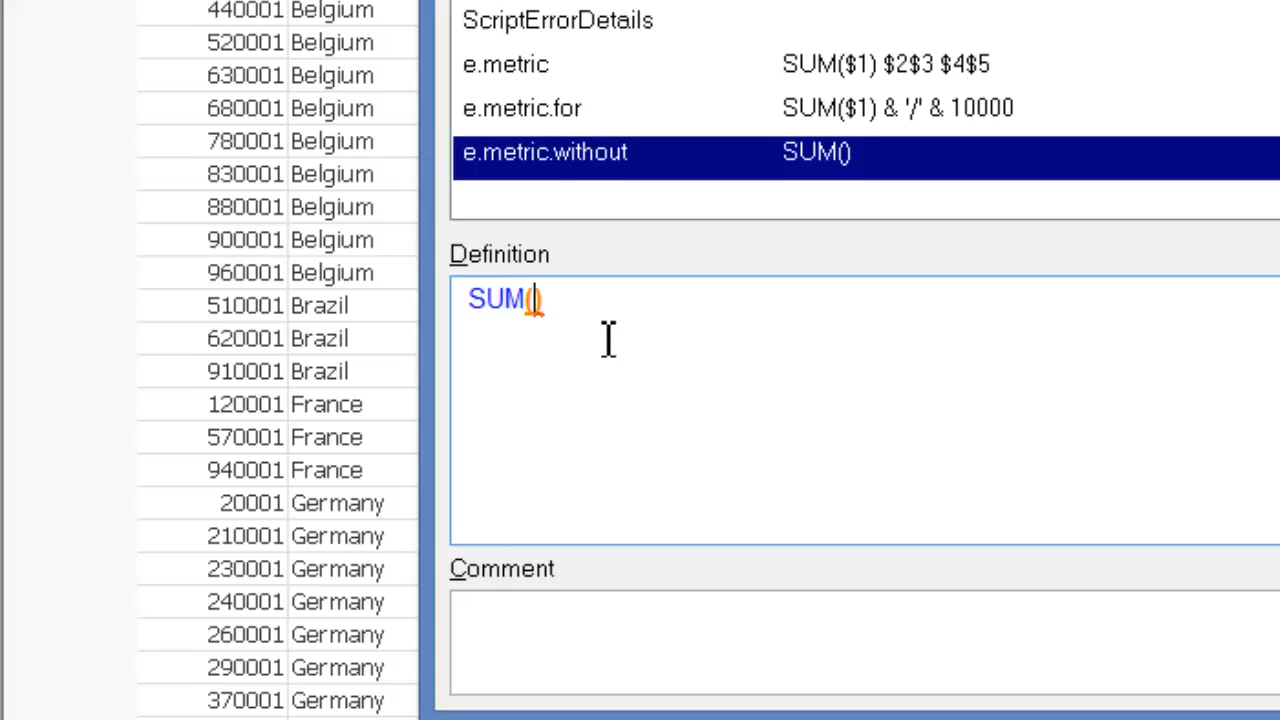 440001 Belgium
520001 Belgium
630001 Belgium
680001 Belgium
780001 Belgium
830001 Belgium
880001 Belgium
900001 Belgium
960001 Belgium
510001 Brazil
620001 Brazil
910001 Brazil
120001 France
570001 France
940001 France
20001 Germany
210001 Germany
230001 Germany
240001 Germany
260001 Germany
290001 Germany
370001 Germany
ScriptErrorDetails
e.metric SUM($1) $2$3 $4$5
e.metric.for SUM($1) & '/' & 10000
e.metric.without SUM()
Definition
SUM()
Comment